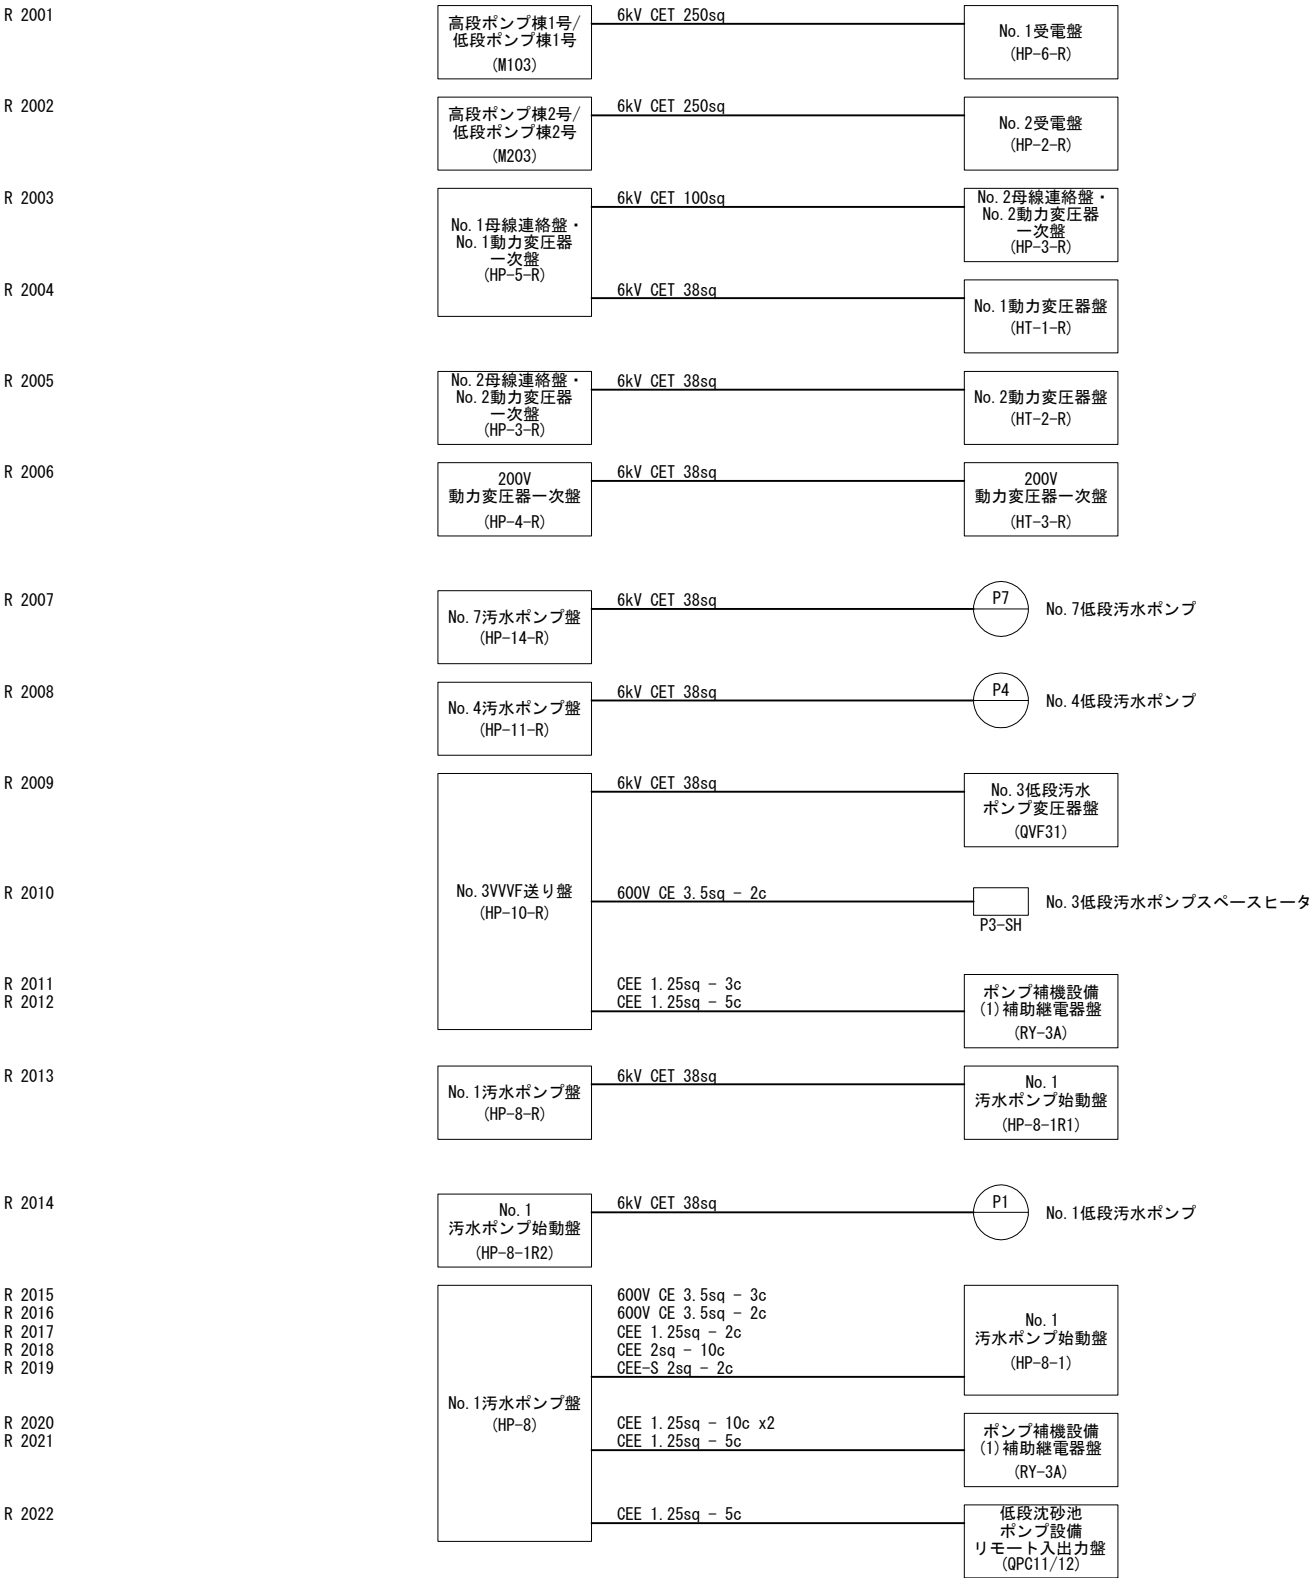 R 2001
高段ポンプ棟1号/
低段ポンプ棟1号
(M103)
6kV CET 250sq
No.1受電盤
(HP-6-R)
R 2002
高段ポンプ棟2号/
低段ポンプ棟2号
(M203)
6kV CET 250sq
No.2受電盤
(HP-2-R)
R 2003
No.1母線連絡盤・
No.1動力変圧器
一次盤
(HP-5-R)
6kV CET 100sq
No.2母線連絡盤・
No.2動力変圧器
一次盤
(HP-3-R)
R 2004
6kV CET 38sq
No.1動力変圧器盤
(HT-1-R)
R 2005
No.2母線連絡盤・
No.2動力変圧器
一次盤
(HP-3-R)
6kV CET 38sq
No.2動力変圧器盤
(HT-2-R)
R 2006
200V
動力変圧器一次盤
(HP-4-R)
6kV CET 38sq
200V
動力変圧器一次盤
(HT-3-R)
R 2007
No.7汚水ポンプ盤
(HP-14-R)
6kV CET 38sq
P7
No.7低段汚水ポンプ
R 2008
No.4汚水ポンプ盤
(HP-11-R)
6kV CET 38sq
P4
No.4低段汚水ポンプ
R 2009
6kV CET 38sq
No.3低段汚水
ポンプ変圧器盤
(QVF31)
R 2010
No.3VVVF送り盤
(HP-10-R)
600V CE 3.5sq - 2c
P3-SH
No.3低段汚水ポンプスペースヒータ
R 2011
R 2012
CEE 1.25sq - 3c
CEE 1.25sq - 5c
ポンプ補機設備
(1)補助継電器盤
(RY-3A)
R 2013
No.1汚水ポンプ盤
(HP-8-R)
6kV CET 38sq
No.1
汚水ポンプ始動盤
(HP-8-1R1)
R 2014
No.1
汚水ポンプ始動盤
(HP-8-1R2)
6kV CET 38sq
P1
No.1低段汚水ポンプ
R 2015
R 2016
R 2017
R 2018
R 2019
600V CE 3.5sq - 3c
600V CE 3.5sq - 2c
CEE 1.25sq - 2c
CEE 2sq - 10c
CEE-S 2sq - 2c
No.1
汚水ポンプ始動盤
(HP-8-1)
No.1汚水ポンプ盤
(HP-8)
R 2020
R 2021
CEE 1.25sq - 10c x2
CEE 1.25sq - 5c
ポンプ補機設備
(1)補助継電器盤
(RY-3A)
R 2022
CEE 1.25sq - 5c
低段沈砂池
ポンプ設備
リモート入出力盤
(QPC11/12)